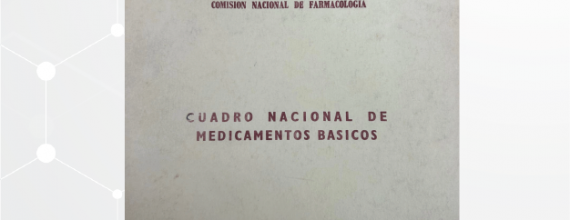 COMISION NACIONAL DE FARMACOLOGIA
CUADRO NACIONAL DE
MEDICAMENTOS BASICOS